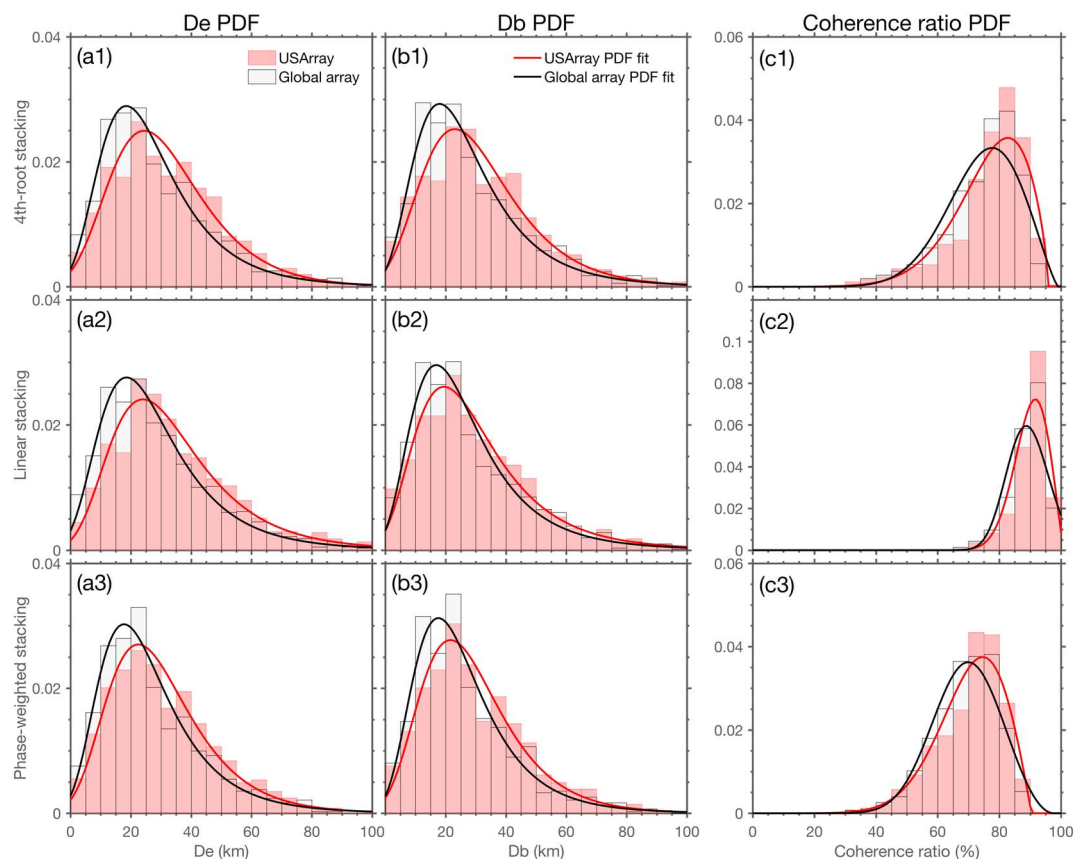 De PDF
Db PDF
Coherence ratio PDF
4th-root stacking
0.04
0.02
0
(a1)
USArray
Global array
(b1)
USArray PDF fit
Global array PDF fit
0.06
0.04
0.02
0
(c1)
Linear stacking
0.04
0.02
0
(a2)
(b2)
0.1
0.08
0.06
0.04
0.02
0
(c2)
Phase-weighted stacking
0.04
0.02
0
(a3)
(b3)
0.06
0.04
0.02
0
(c3)
0 20 40 60 80 100
0 20 40 60 80 100
0 20 40 60 80 100
De (km)
Db (km)
Coherence ratio (%)